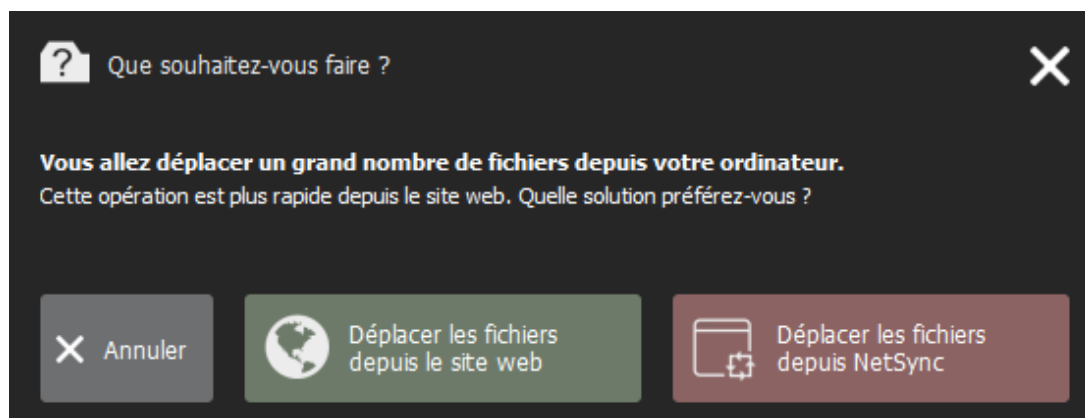 Que souhaitez-vous faire ?
Vous allez déplacer un grand nombre de fichiers depuis votre ordinateur.
Cette opération est plus rapide depuis le site web. Quelle solution préférez-vous ?
Annuler
Déplacer les fichiers
depuis le site web
Déplacer les fichiers
depuis NetSync